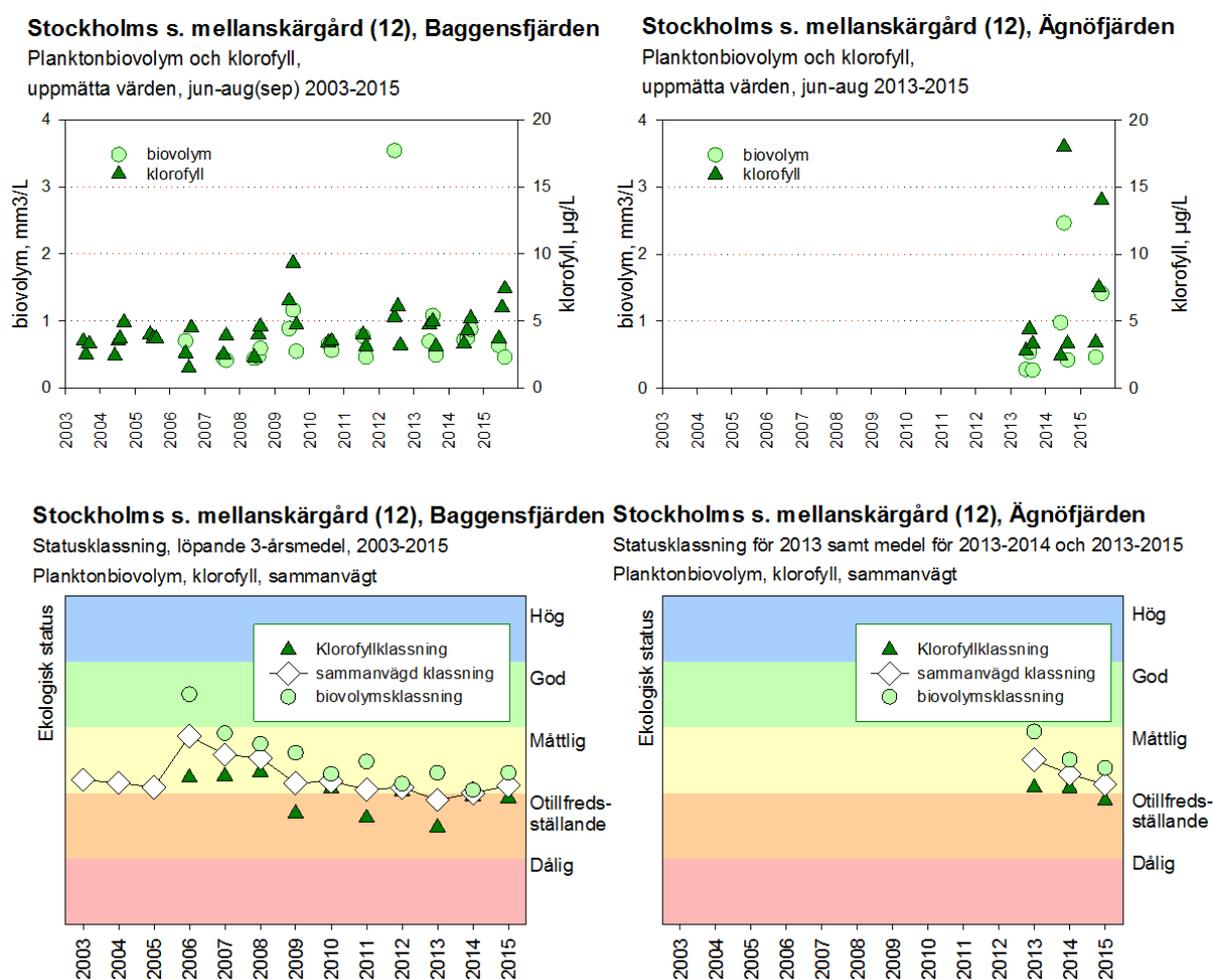 Stockholms s. mellanskärgård (12), Baggensfjärden
Planktonbiovolym och klorofyll,
uppmätta värden, jun-aug(sep) 2003-2015
4
3
2
1
0
biovolym, mm3/L
biovolym
klorofyll
20
15
10
5
0
klorofyll, µg/L
2003
2004
2005
2006
2007
2008
2009
2010
2011
2012
2013
2014
2015
Stockholms s. mellanskärgård (12), Ägnöfjärden
Planktonbiovolym och klorofyll,
uppmätta värden, jun-aug 2013-2015
4
3
2
1
0
biovolym, mm3/L
biovolym
klorofyll
20
15
10
5
0
klorofyll, µg/L
2003
2004
2005
2006
2007
2008
2009
2010
2011
2012
2013
2014
2015
Stockholms s. mellanskärgård (12), Baggensfjärden
Statusklassning, löpande 3-årsmedel, 2003-2015
Planktonbiovolym, klorofyll, sammanvägt
Ekologisk status
Klorofyllklassning
sammanvägd klassning
biovolymsklassning
Hög
God
Måttlig
Otillfreds-
ställande
Dålig
2003
2004
2005
2006
2007
2008
2009
2010
2011
2012
2013
2014
2015
Stockholms s. mellanskärgård (12), Ägnöfjärden
Statusklassning för 2013 samt medel för 2013-2014 och 2013-2015
Planktonbiovolym, klorofyll, sammanvägt
Ekologisk status
Klorofyllklassning
sammanvägd klassning
biovolymsklassning
Hög
God
Måttlig
Otillfreds-
ställande
Dålig
2003
2004
2005
2006
2007
2008
2009
2010
2011
2012
2013
2014
2015